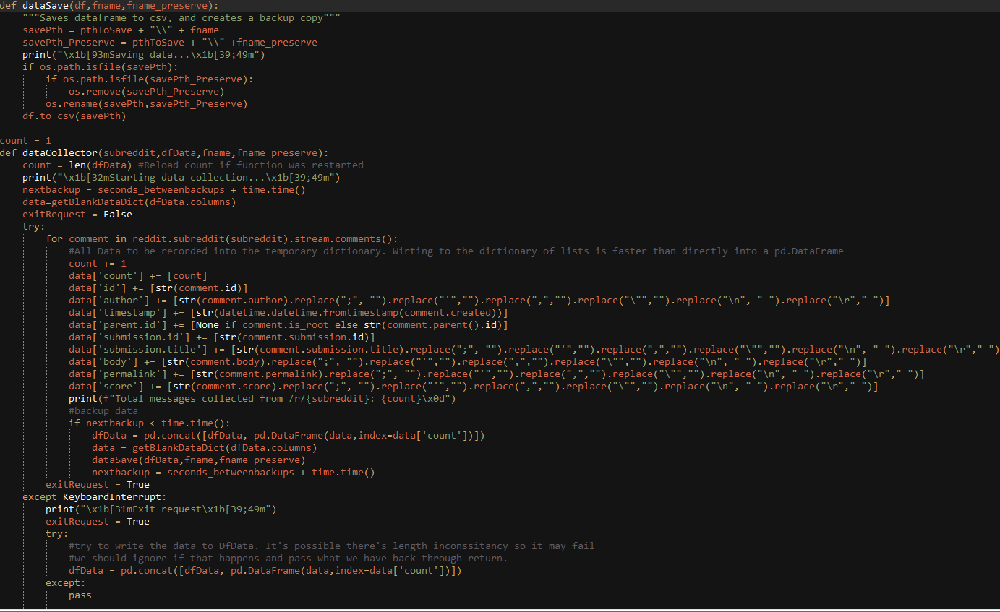 def dataSave(df,fname,fname_preserve):
    """Saves dataframe to csv, and creates a backup copy"""
    savePth = pthToSave + "\\" + fname
    savePth_Preserve = pthToSave + "\\" +fname_preserve
    print("\x1b[93mSaving data...\x1b[39;49m")
    if os.path.isfile(savePth):
        if os.path.isfile(savePth_Preserve):
            os.remove(savePth_Preserve)
        os.rename(savePth,savePth_Preserve)
    df.to_csv(savePth)

count = 1
def dataCollector(subreddit,dfData,fname,fname_preserve):
    count = len(dfData) #Reload count if function was restarted
    print("\x1b[32mStarting data collection...\x1b[39;49m")
    nextbackup = seconds_betweenbackups + time.time()
    data=getBlankDataDict(dfData.columns)
    exitRequest = False
    try:
        for comment in reddit.subreddit(subreddit).stream.comments():
            #All Data to be recorded into the temporary dictionary. Wirting to the dictionary of lists is faster than directly into a pd.DataFrame
            count += 1
            data['count'] += [count]
            data['id'] += [str(comment.id)]
            data['author'] += [str(comment.author).replace(";", "").replace("'","").replace(",","").replace("\"","").replace("\n", " ").replace("\r"," ")]
            data['timestamp'] += [str(datetime.datetime.fromtimestamp(comment.created))]
            data['parent.id'] += [None if comment.is_root else str(comment.parent().id)]
            data['submission.id'] += [str(comment.submission.id)]
            data['submission.title'] += [str(comment.submission.title).replace(";", "").replace("'","").replace(",","").replace("\"","").replace("\n", " ").replace("\r"," ")
            data['body'] += [str(comment.body).replace(";", "").replace("'","").replace(",","").replace("\"","").replace("\n", " ").replace("\r"," ")]
            data['permalink'] += [str(comment.permalink).replace(";", "").replace("'","").replace(",","").replace("\"","").replace("\n", " ").replace("\r"," ")]
            data['score'] += [str(comment.score).replace(";", "").replace("'","").replace(",","").replace("\"","").replace("\n", " ").replace("\r"," ")]
            print(f"Total messages collected from /r/{subreddit}: {count}\x0d")
            #backup data
            if nextbackup < time.time():
                dfData = pd.concat([dfData, pd.DataFrame(data,index=data['count'])])
                data = getBlankDataDict(dfData.columns)
                dataSave(dfData,fname,fname_preserve)
                nextbackup = seconds_betweenbackups + time.time()
        exitRequest = True
    except KeyboardInterrupt:
        print("\x1b[31mExit request\x1b[39;49m")
        exitRequest = True
        try:
            #try to write the data to DfData. It's possible there's length inconssitancy so it may fail
            #we should ignore if that happens and pass what we have back through return.
            dfData = pd.concat([dfData, pd.DataFrame(data,index=data['count'])])
        except:
            pass